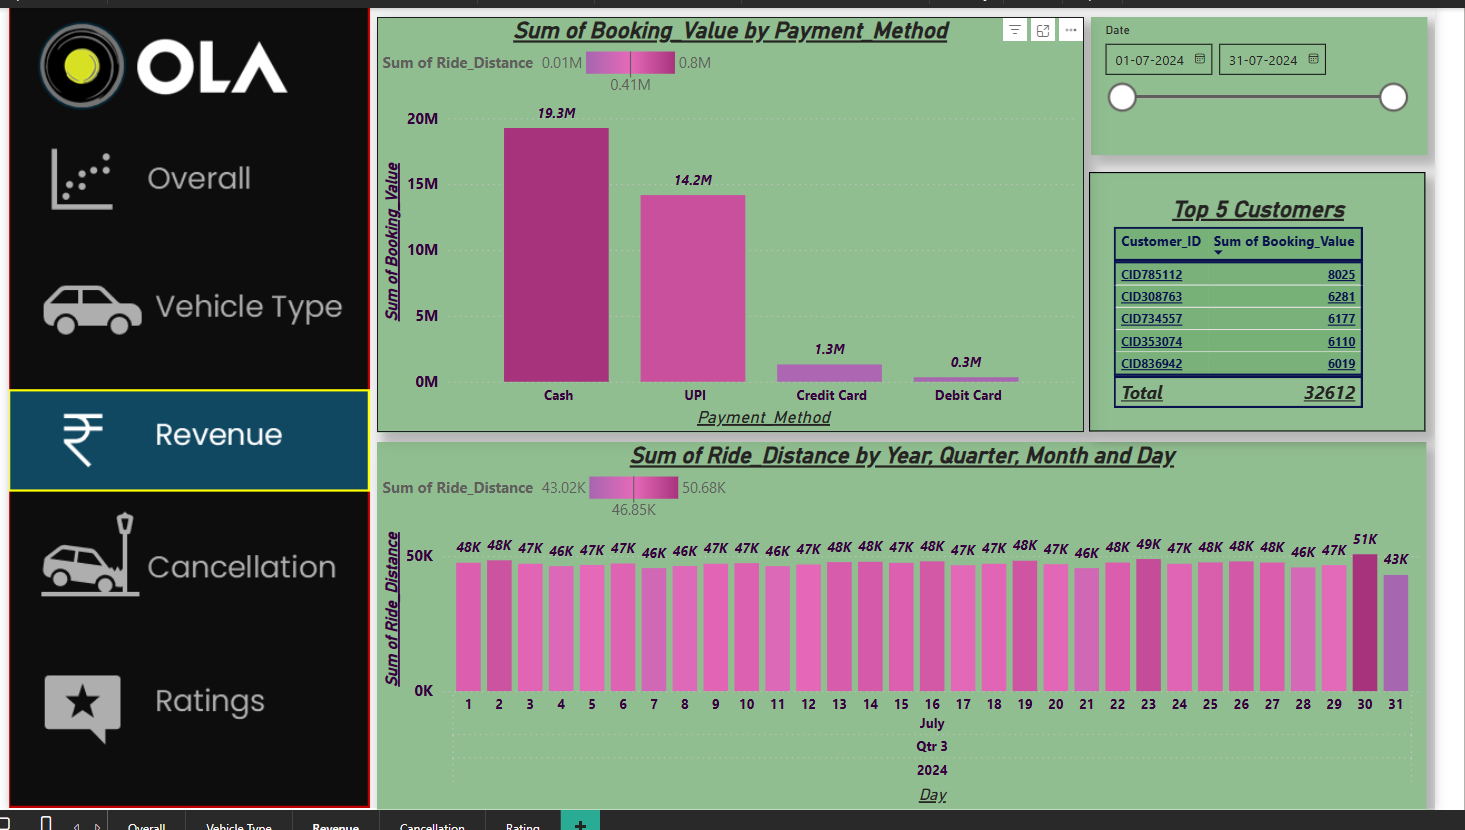 OLA
Overall
Vehicle Type
Revenue
Cancellation
Ratings
Sum of Booking_Value by Payment_Method
Sum of Ride_Distance 0.01M 0.8M
0.41M
Sum of Booking_Value
20M
15M
10M
5M
0M
19.3M
14.2M
1.3M
0.3M
Cash UPI Credit Card Debit Card
Payment_Method
Date
01-07-2024 31-07-2024
Top 5 Customers
Customer_ID Sum of Booking_Value
CID785112 8025
CID308763 6281
CID734557 6177
CID353074 6110
CID836942 6019
Total 32612
Sum of Ride_Distance by Year, Quarter, Month and Day
Sum of Ride_Distance 43.02K 50.68K
46.85K
Sum of Ride_Distance
50K
0K
48K 48K 47K 46K 47K 47K 46K 46K 47K 47K 46K 47K 48K 48K 47K 48K 47K 47K 48K 47K 46K 48K 49K 47K 48K 48K 48K 46K 47K 51K 43K
1 2 3 4 5 6 7 8 9 10 11 12 13 14 15 16 17 18 19 20 21 22 23 24 25 26 27 28 29 30 31
July
Qtr 3
2024
Day
Overall Vehicle Type Revenue Cancellation Rating